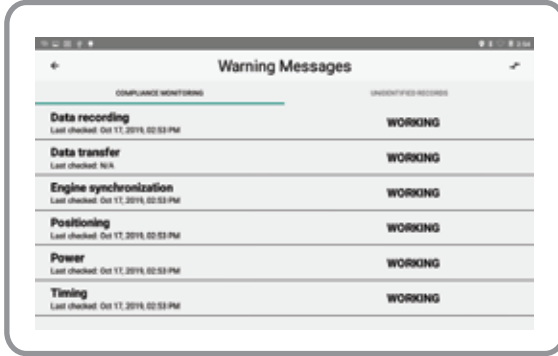 Warning Messages
COMPLIANCE MONITORING
UNIDENTIFIED RECORDS
Data recording
Last checked: Oct 17, 2019, 02:53 PM
WORKING
Data transfer
Last checked: N/A
WORKING
Engine synchronization
Last checked: Oct 17, 2019, 02:53 PM
WORKING
Positioning
Last checked: Oct 17, 2019, 02:53 PM
WORKING
Power
Last checked: Oct 17, 2019, 02:53 PM
WORKING
Timing
Last checked: Oct 17, 2019, 02:53 PM
WORKING